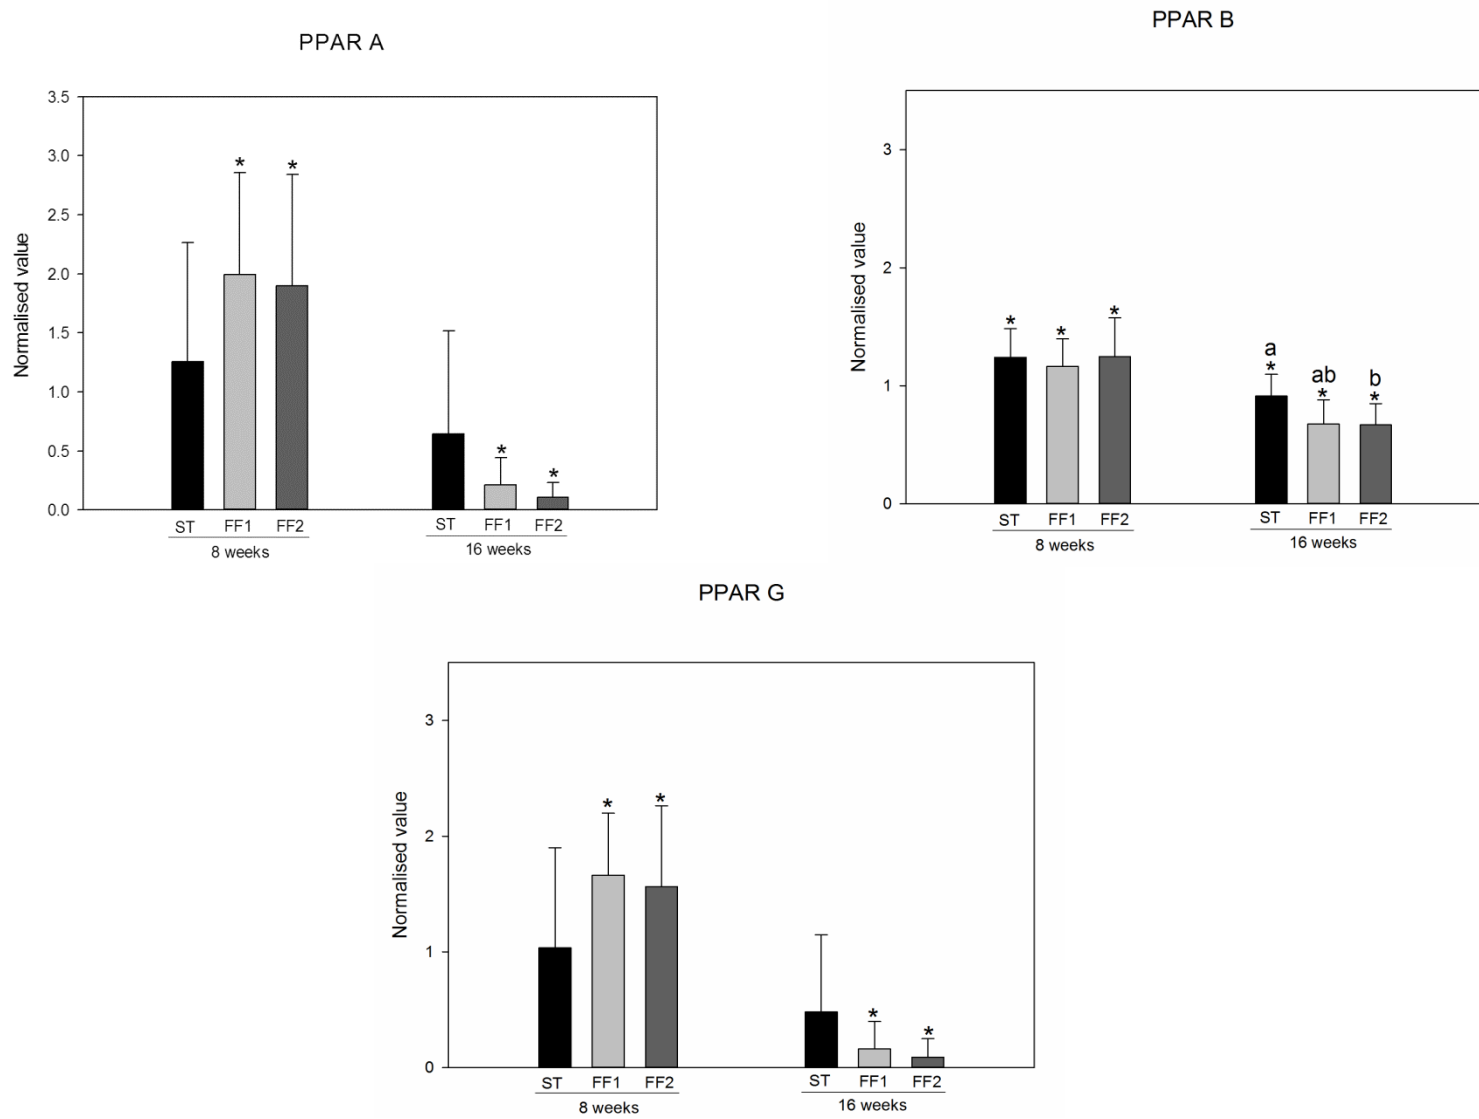 PPAR A
Normalised value
3.5
3.0
2.5
2.0
1.5
1.0
0.5
0.0
* * * *
ST FF1 FF2 ST FF1 FF2
8 weeks 16 weeks
PPAR B
Normalised value
3
2
1
0
* * * a ab b
* * *
ST FF1 FF2 ST FF1 FF2
8 weeks 16 weeks
PPAR G
Normalised value
3
2
1
0
* * * *
ST FF1 FF2 ST FF1 FF2
8 weeks 16 weeks